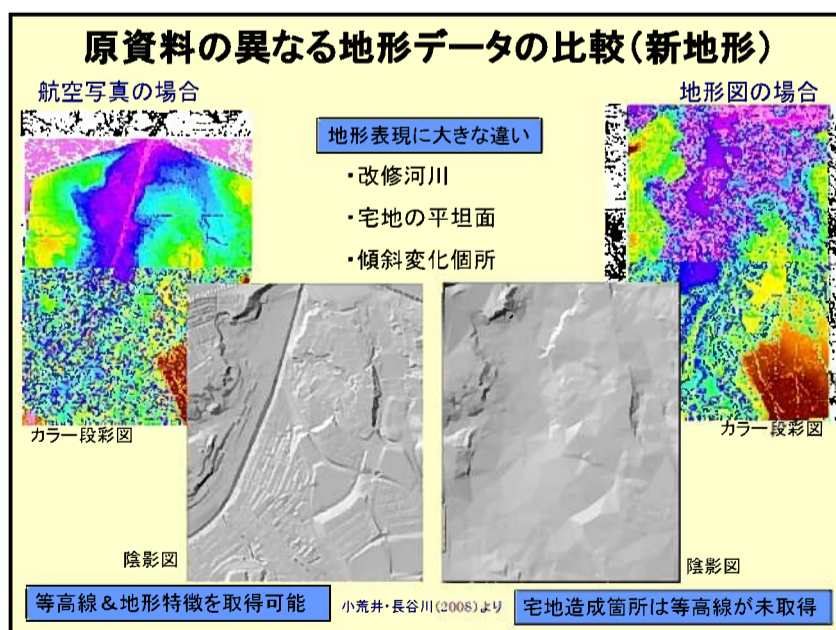 原資料の異なる地形データの比較(新地形)
航空写真の場合
地形図の場合
地形表現に大きな違い
・改修河川
・宅地の平坦面
・傾斜変化個所
カラー段彩図
カラー段彩図
陰影図
陰影図
等高線&地形特徴を取得可能
小荒井・長谷川(2008)より
宅地造成箇所は等高線が未取得